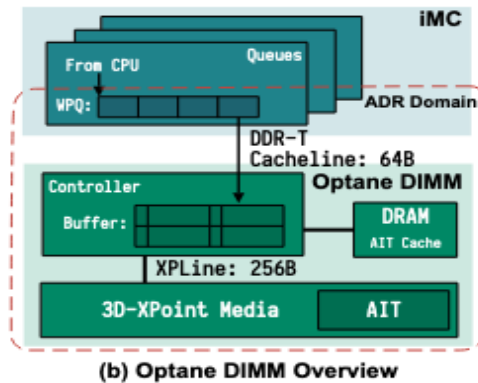 iMC
Queues
From CPU
WPQ:
ADR Domain
DDR-T
Cacheline: 64B
Optane DIMM
Controller
Buffer:
DRAM
AIT Cache
XPLine: 256B
3D-XPoint Media
AIT
(b) Optane DIMM Overview